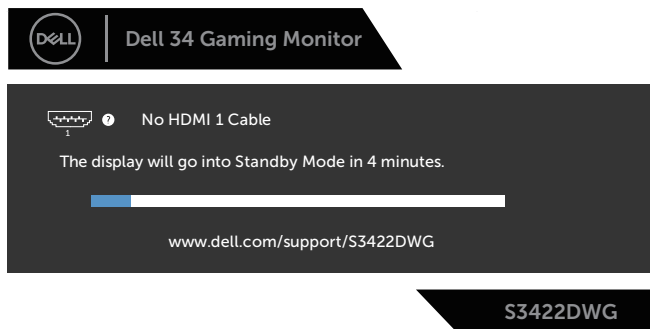 DELL
Dell 34 Gaming Monitor
? No HDMI 1 Cable
1
The display will go into Standby Mode in 4 minutes.
www.dell.com/support/S3422DWG
S3422DWG